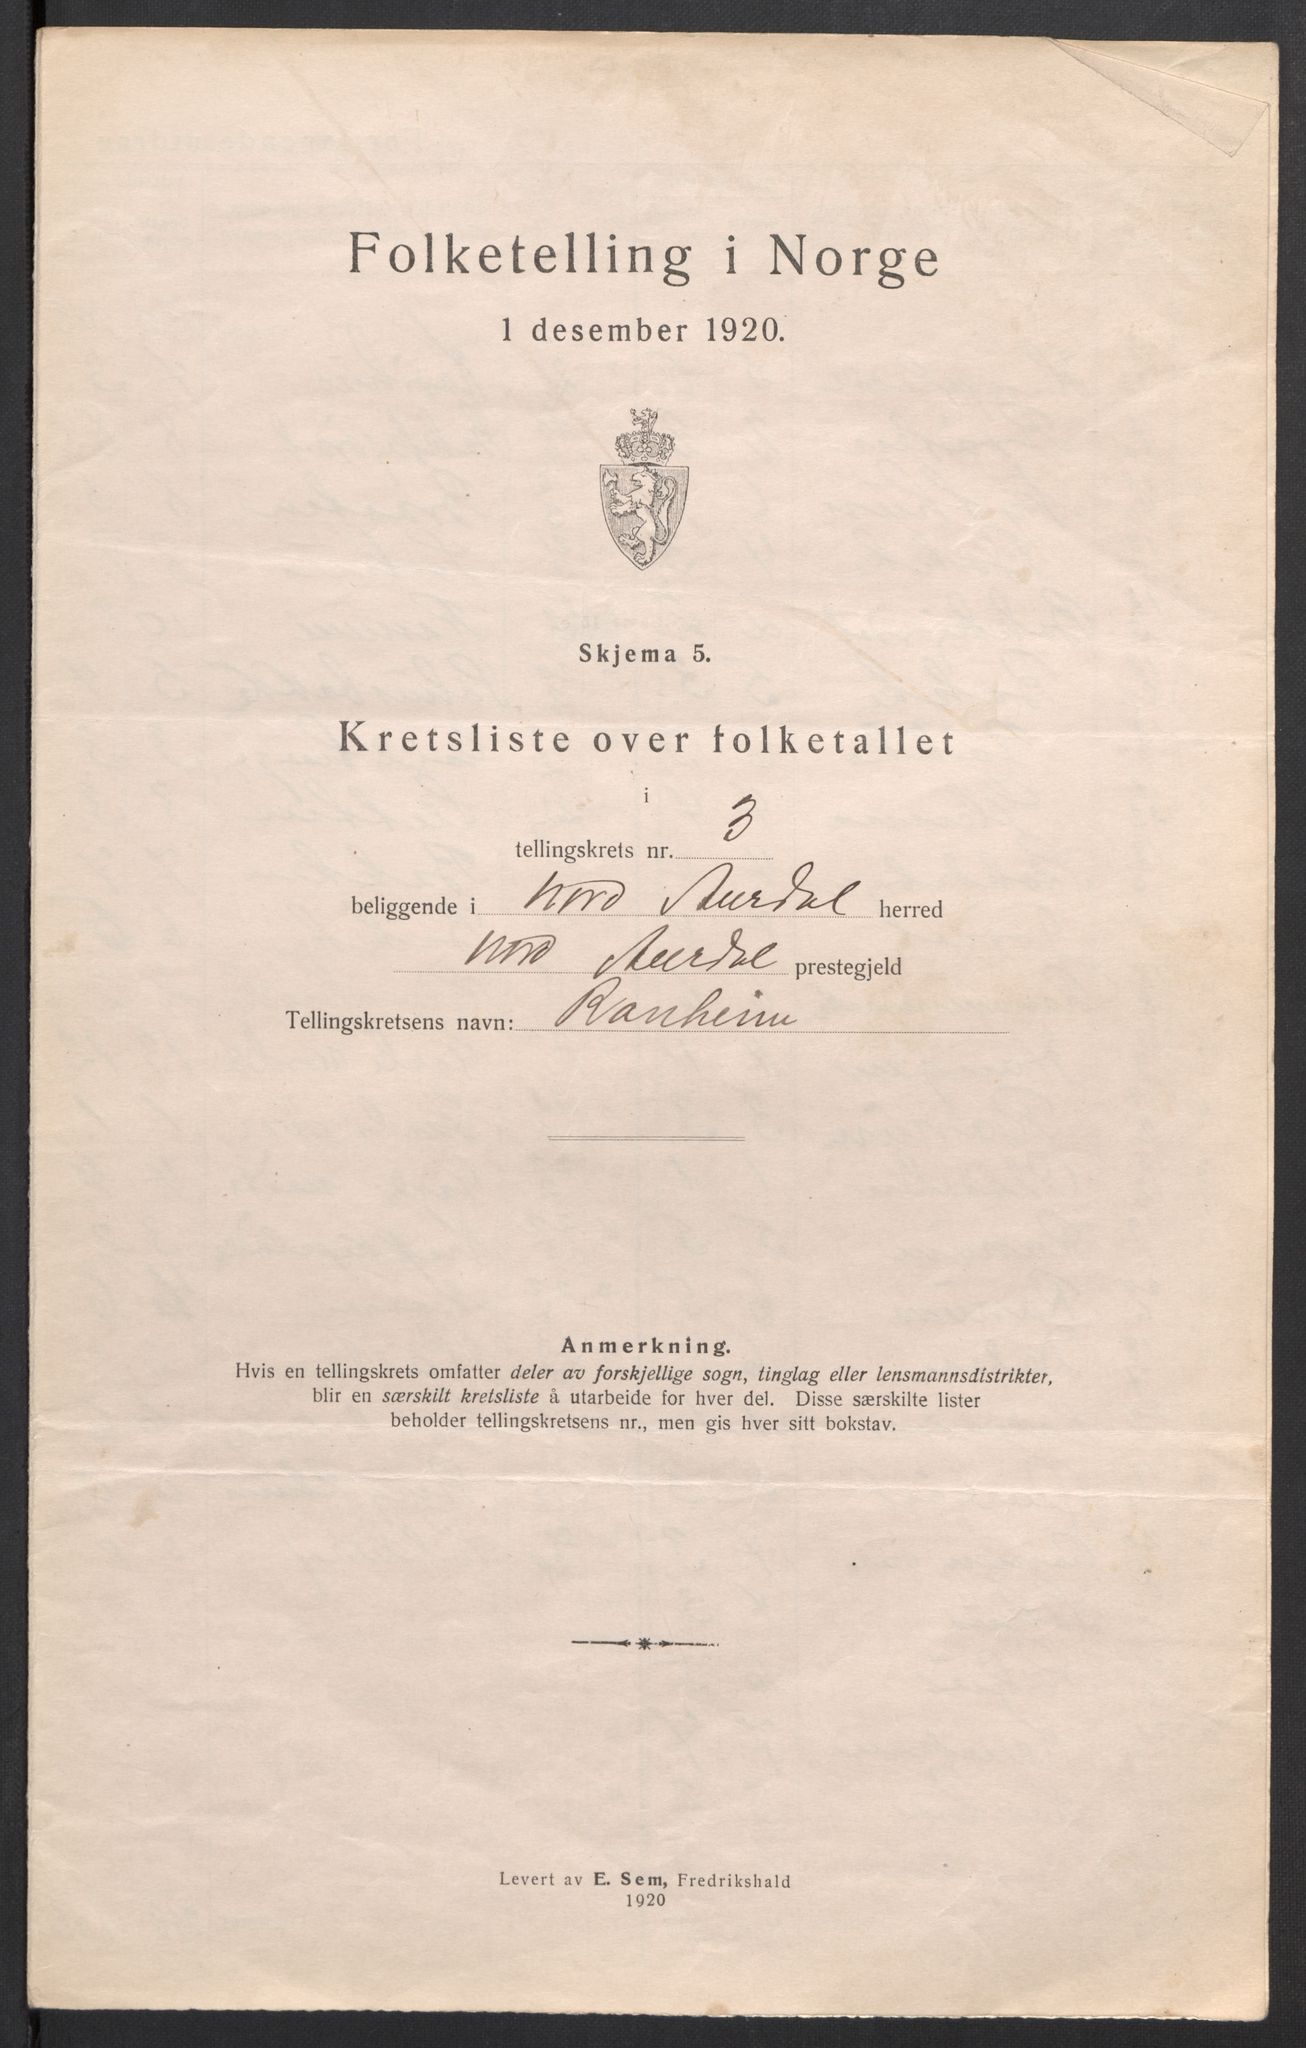 Folketelling i Norge
1 desember 1920.
Skjema 5.
Kretsliste over folketallet
i
tellingskrets nr. 3
beliggende i Nord Aurdal herred
Nord Aurdal prestegjeld
Tellingskretsens navn: Ranheim
Anmerkning.
Hvis en tellingskrets omfatter deler av forskjellige sogn, tinglag eller lensmannsdistrikter,
blir en særskilt kretsliste å utarbeide for hver del. Disse særskilte lister
beholder tellingskretsens nr., men gis hver sitt bokstav.
Levert av E. Sem, Fredrikshald
1920